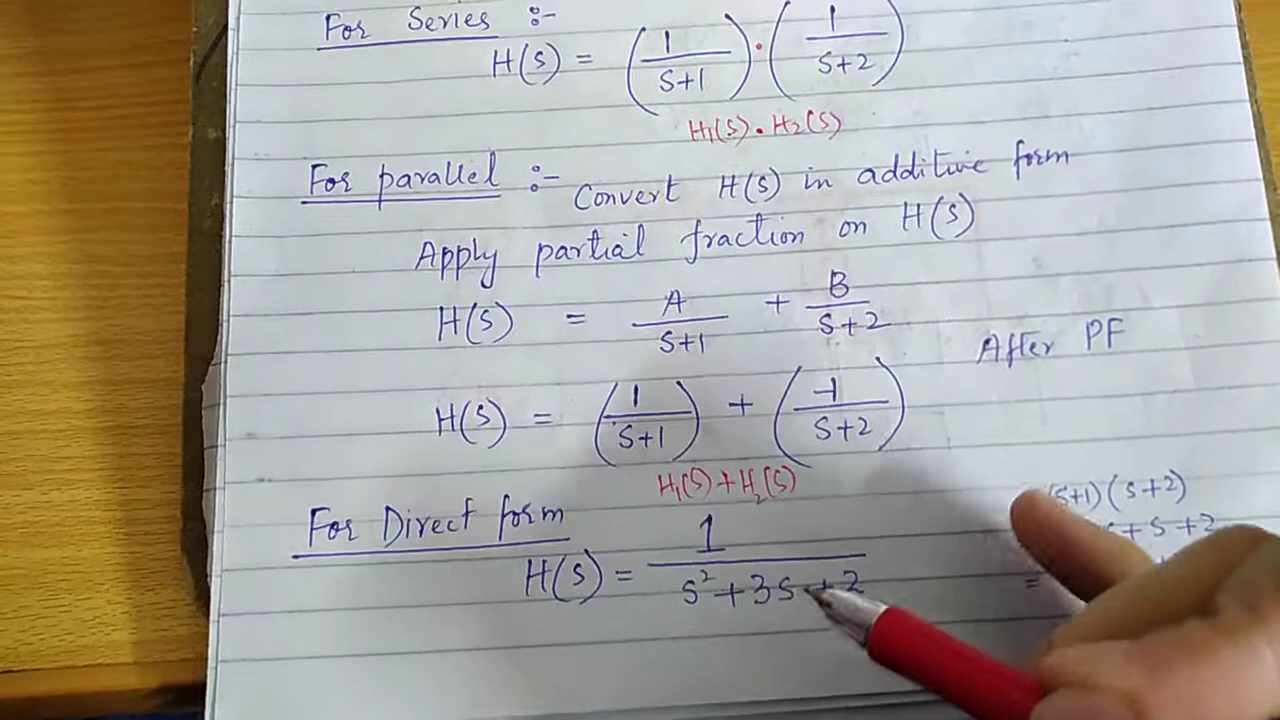 For Series :-
H(s) = (1/(s+1)) · (1/(s+2))
H1(s) . H2(s)
For parallel :- Convert H(s) in additive form
Apply partial fraction on H(s)
H(s) = A/(s+1) + B/(s+2)
After PF
H(s) = (1/(s+1)) + (-1/(s+2))
H1(s) + H2(s)
For Direct form
H(s) = 1/(s²+3s+2)
(s+1)(s+2)
+ s + 2
=